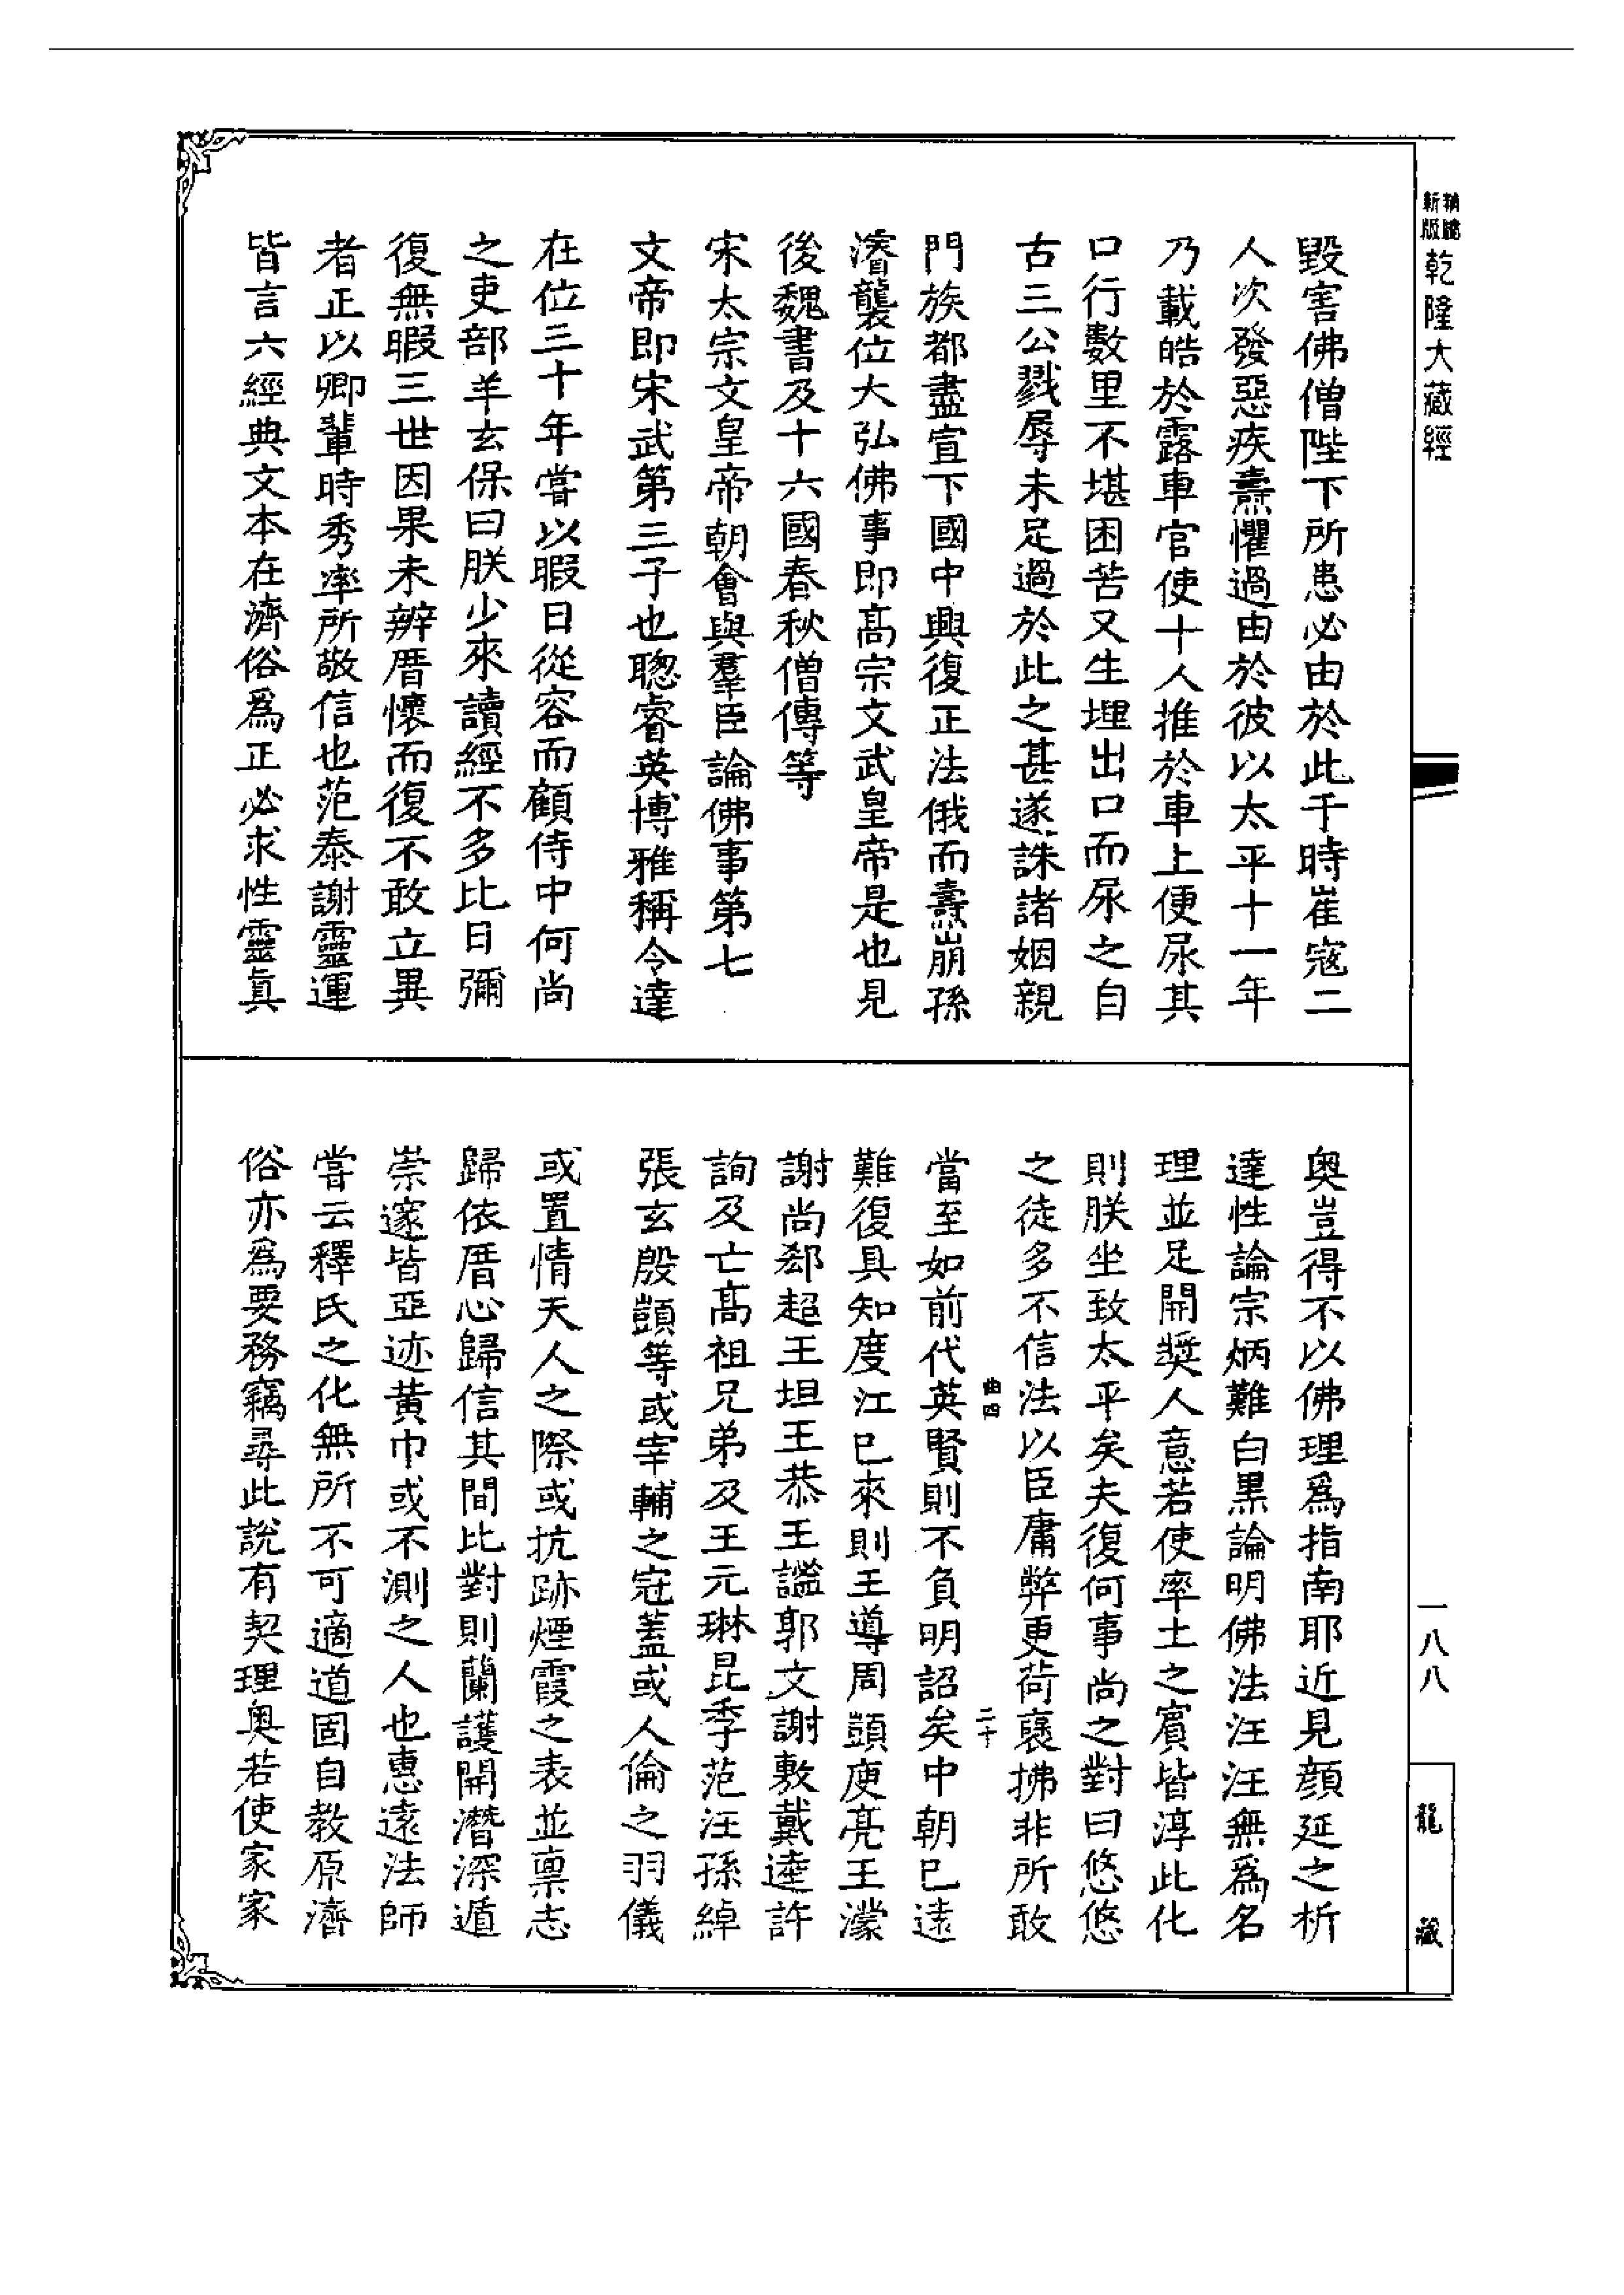 新版
乾隆大藏經
毀害佛僧陛下所患必由於此于時崔寇二
人次發惡疾燾懼過由於彼以太平十一年
乃載皓於露車官使十人推於車上便尿其
口行數里不堪困苦又生埋出口而尿之自
古三公戮辱未足過於此之甚遂誅諸姻親
門族都盡宣下國中興復正法俄而燾崩孫
濬襲位大弘佛事即高宗文武皇帝是也見
後魏書及十六國春秋僧傳等
宋太宗文皇帝朝會與羣臣論佛事第七
文帝即宋武第三子也聰睿英博雅稱令達
在位三十年嘗以暇日從容而顧侍中何尚
之吏部羊玄保曰朕少來讀經不多比日彌
復無暇三世因果未辨厝懷而復不敢立異
者正以卿輩時秀率所敬信也范泰謝靈運
皆言六經典文本在濟俗為正必求性靈真
奧豈得不以佛理為指南耶近見顏延之析
達性論宗炳難白黑論明佛法汪汪無為名
理並足開獎人意若使率土之賓皆淳此化
則朕坐致太平矣夫復何事尚之對曰悠悠
之徒多不信法以臣庸弊更荷褒拂非所敢
曲四
二十
當至如前代英賢則不負明詔矣中朝已遠
難復具知度江已來則王導周顗庾亮王濛
謝尚郄超王坦王恭王謐郭文謝敷戴逵許
詢及亡高祖兄弟及王元琳昆季范汪孫綽
張玄殷顗等或宰輔之冠蓋或人倫之羽儀
或置情天人之際或抗跡煙霞之表並稟志
歸依厝心歸信其間比對則蘭護開潛深遁
崇邃皆亞迹黃巾或不測之人也惠遠法師
嘗云釋氏之化無所不可適道固自教原濟
俗亦為要務竊尋此說有契理奧若使家家
一八八
龍藏